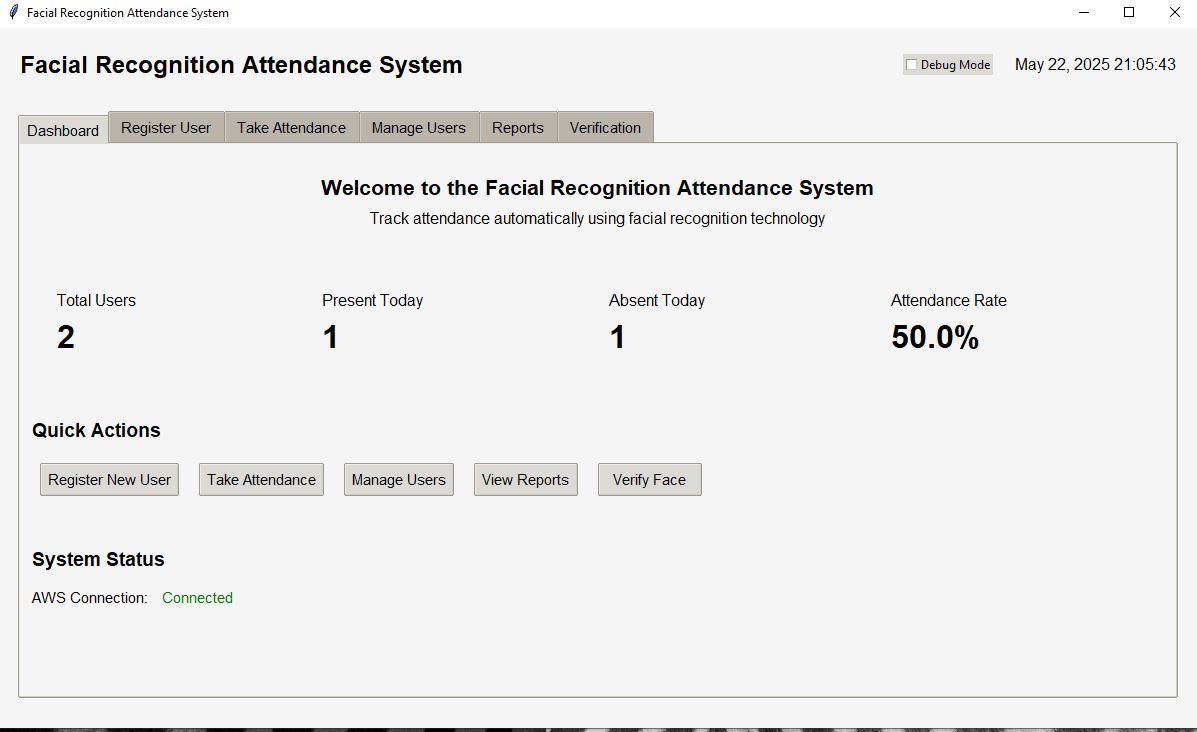 Facial Recognition Attendance System
Facial Recognition Attendance System
Debug Mode
May 22, 2025 21:05:43
Dashboard
Register User
Take Attendance
Manage Users
Reports
Verification
Welcome to the Facial Recognition Attendance System
Track attendance automatically using facial recognition technology
Total Users
2
Present Today
1
Absent Today
1
Attendance Rate
50.0%
Quick Actions
Register New User
Take Attendance
Manage Users
View Reports
Verify Face
System Status
AWS Connection: Connected